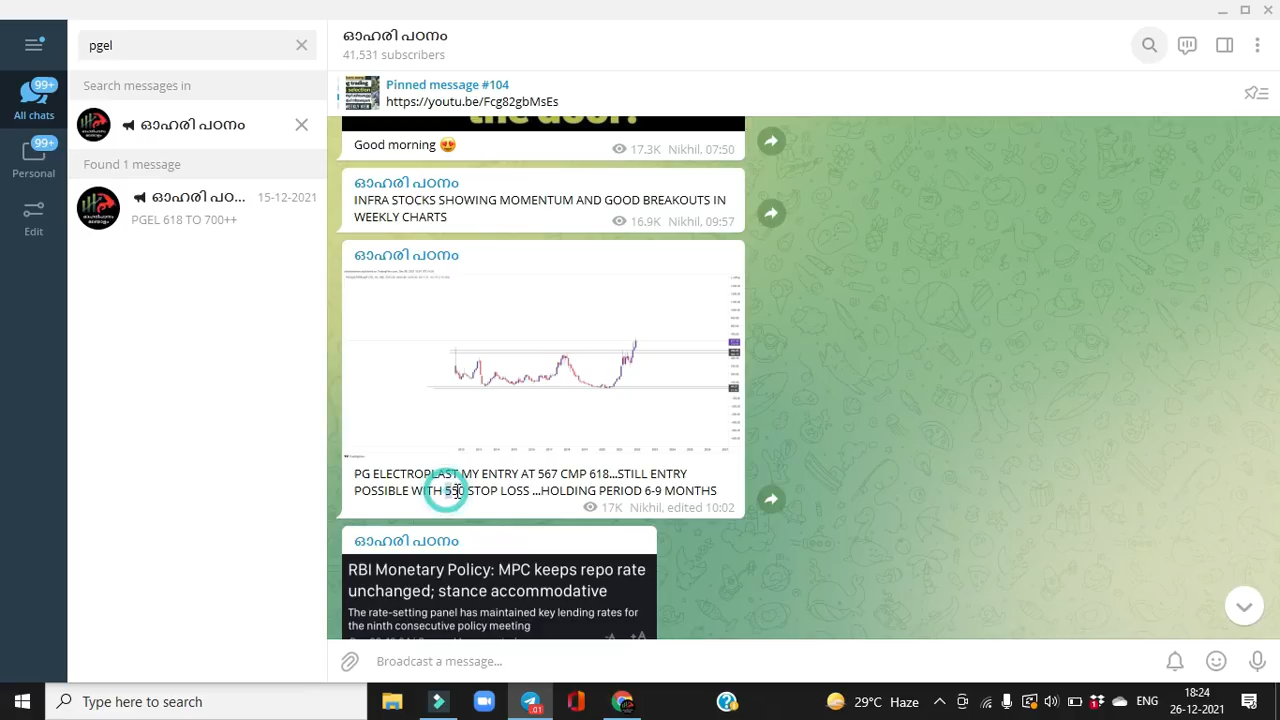 pgel
ഓഹരി പഠനം
41,531 subscribers
Search messages in
ഓഹരി പഠനം
Pinned message #104
https://youtu.be/Fcg82gbMsEs
99+
All chats
99+
Personal
Edit
Found 1 message
ഓഹരി പഠ... 15-12-2021
PGEL 618 TO 700++
the door!
Good morning 😍
17.3K Nikhil, 07:50
ഓഹരി പഠനം
INFRA STOCKS SHOWING MOMENTUM AND GOOD BREAKOUTS IN
WEEKLY CHARTS
16.9K Nikhil, 09:57
ഓഹരി പഠനം
PG ELECTROPLAST MY ENTRY AT 567 CMP 618...STILL ENTRY
POSSIBLE WITH 550 STOP LOSS ...HOLDING PERIOD 6-9 MONTHS
17K Nikhil, edited 10:02
ഓഹരി പഠനം
RBI Monetary Policy: MPC keeps repo rate
unchanged; stance accommodative
The rate-setting panel has maintained key lending rates for
the ninth consecutive policy meeting
-A +A
Broadcast a message...
Type here to search
.01
29°C Haze
ENG
18:24
26-12-2021